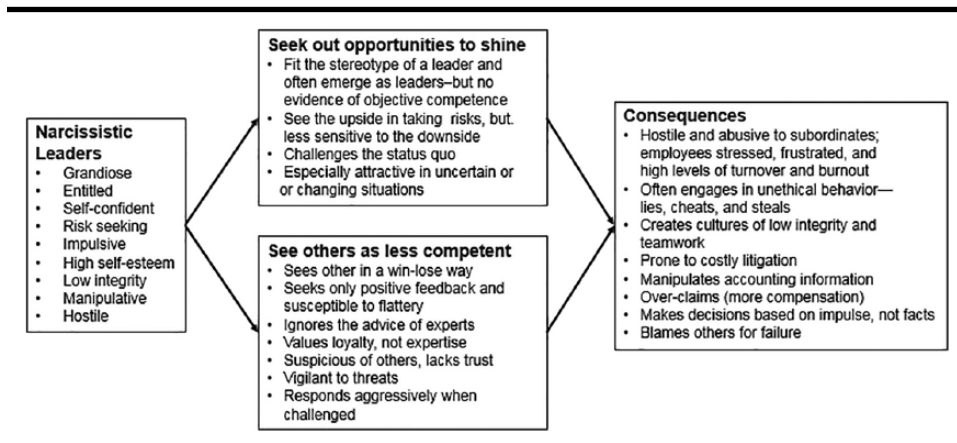 Narcissistic
Leaders
• Grandiose
• Entitled
• Self-confident
• Risk seeking
• Impulsive
• High self-esteem
• Low integrity
• Manipulative
• Hostile
Seek out opportunities to shine
• Fit the stereotype of a leader and
often emerge as leaders–but no
evidence of objective competence
• See the upside in taking risks, but.
less sensitive to the downside
• Challenges the status quo
• Especially attractive in uncertain or
or changing situations
See others as less competent
• Sees other in a win-lose way
• Seeks only positive feedback and
susceptible to flattery
• Ignores the advice of experts
• Values loyalty, not expertise
• Suspicious of others, lacks trust
• Vigilant to threats
• Responds aggressively when
challenged
Consequences
• Hostile and abusive to subordinates;
employees stressed, frustrated, and
high levels of turnover and burnout
• Often engages in unethical behavior—
lies, cheats, and steals
• Creates cultures of low integrity and
teamwork
• Prone to costly litigation
• Manipulates accounting information
• Over-claims (more compensation)
• Makes decisions based on impulse, not facts
• Blames others for failure